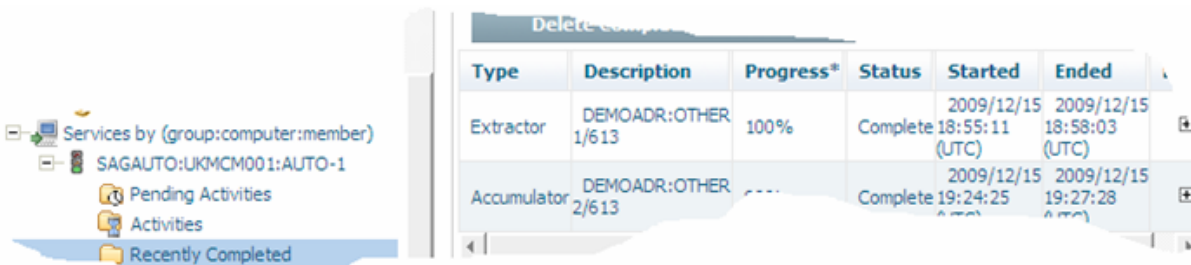 Services by (group:computer:member)
SAGAUTO:UKMCM001:AUTO-1
Pending Activities
Activities
Recently Completed
Delete
Type Description Progress* Status Started Ended
Extractor DEMOADR:OTHER 1/613 100% Complete 2009/12/15 18:55:11 (UTC) 2009/12/15 18:58:03 (UTC)
Accumulator DEMOADR:OTHER 2/613 Complete 2009/12/15 19:24:25 2009/12/15 19:27:28